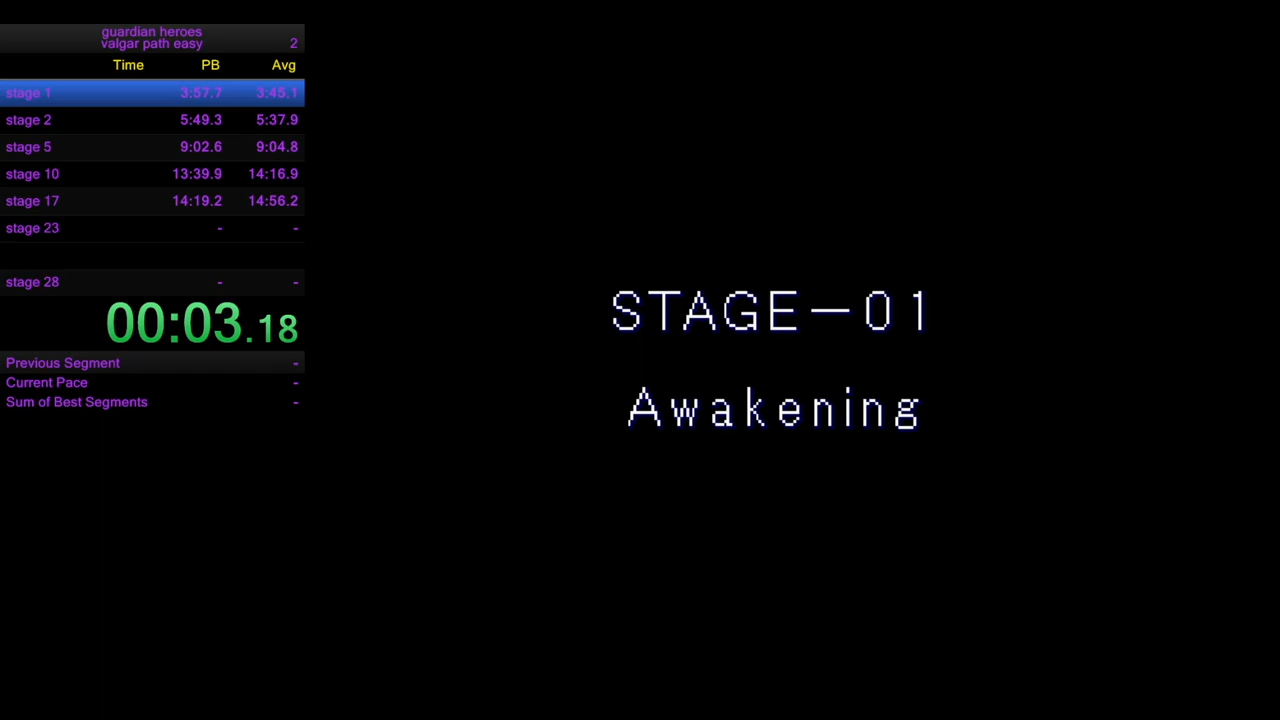 guardian heroes
valgar path easy 2
Time PB Avg
stage 1 3:57.7 3:45.1
stage 2 5:49.3 5:37.9
stage 5 9:02.6 9:04.8
stage 10 13:39.9 14:16.9
stage 17 14:19.2 14:56.2
stage 23 - -
stage 28 - -
00:03.18
Previous Segment -
Current Pace -
Sum of Best Segments -
STAGE-01
Awakening